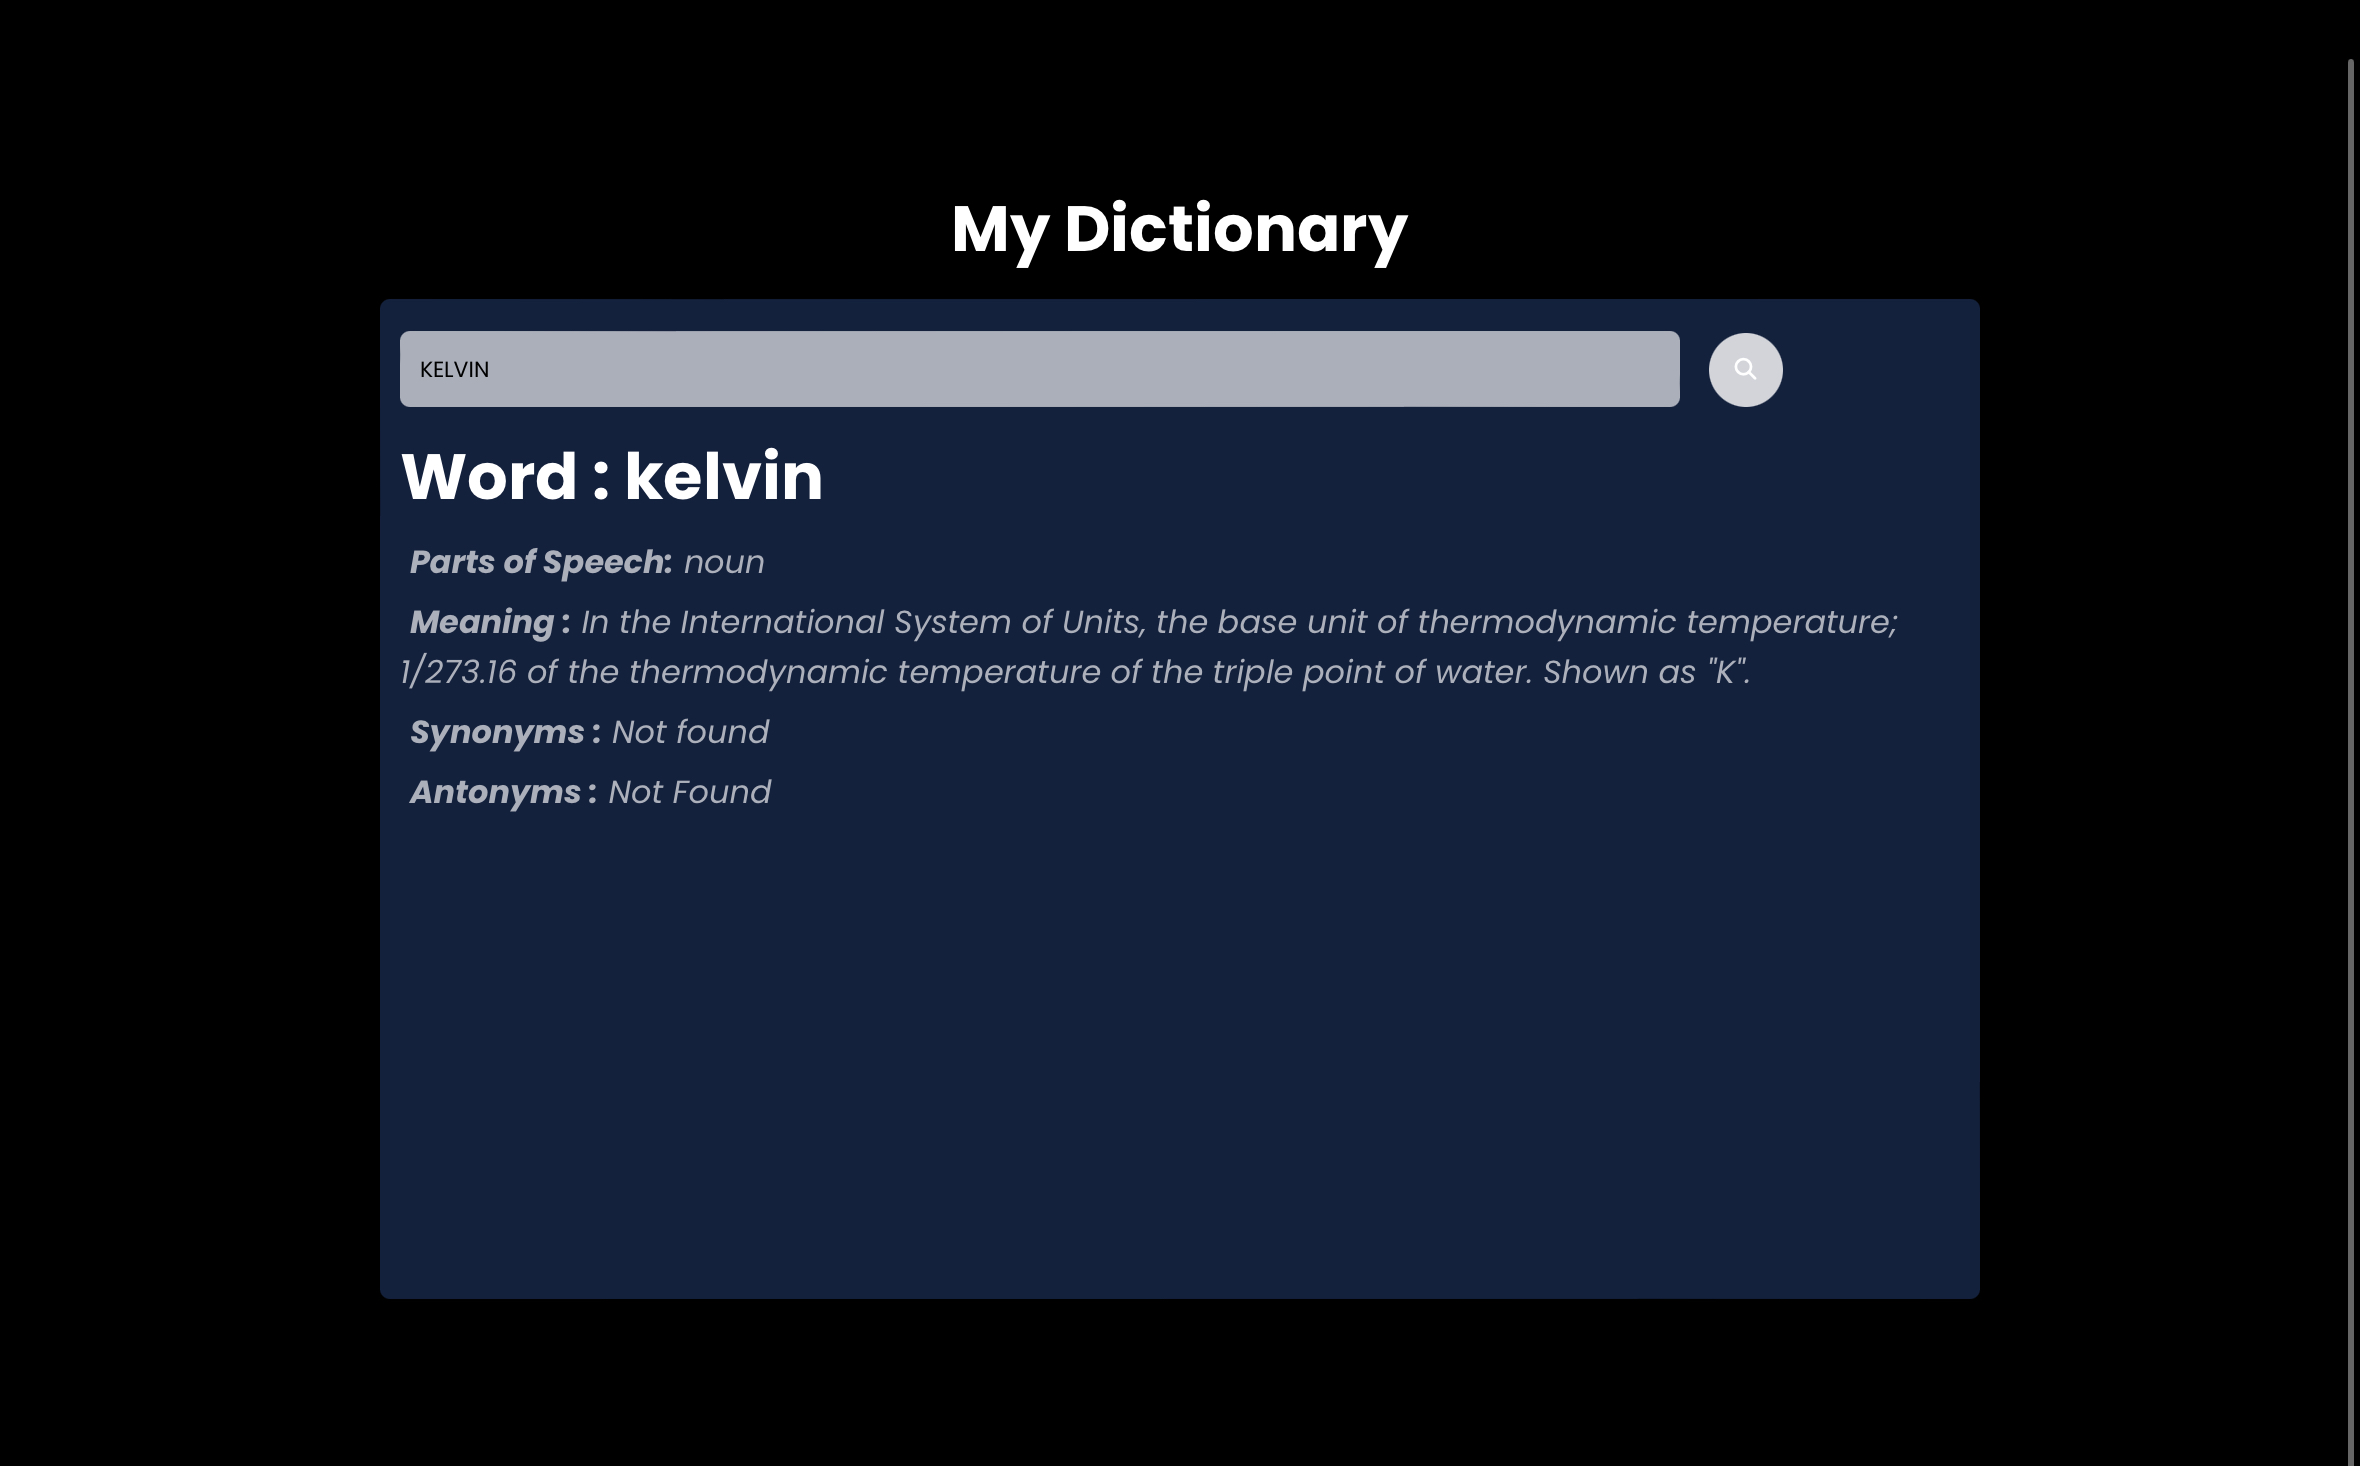 My Dictionary
KELVIN
Word : kelvin
Parts of Speech: noun
Meaning : In the International System of Units, the base unit of thermodynamic temperature;
1/273.16 of the thermodynamic temperature of the triple point of water. Shown as "K".
Synonyms : Not found
Antonyms : Not Found